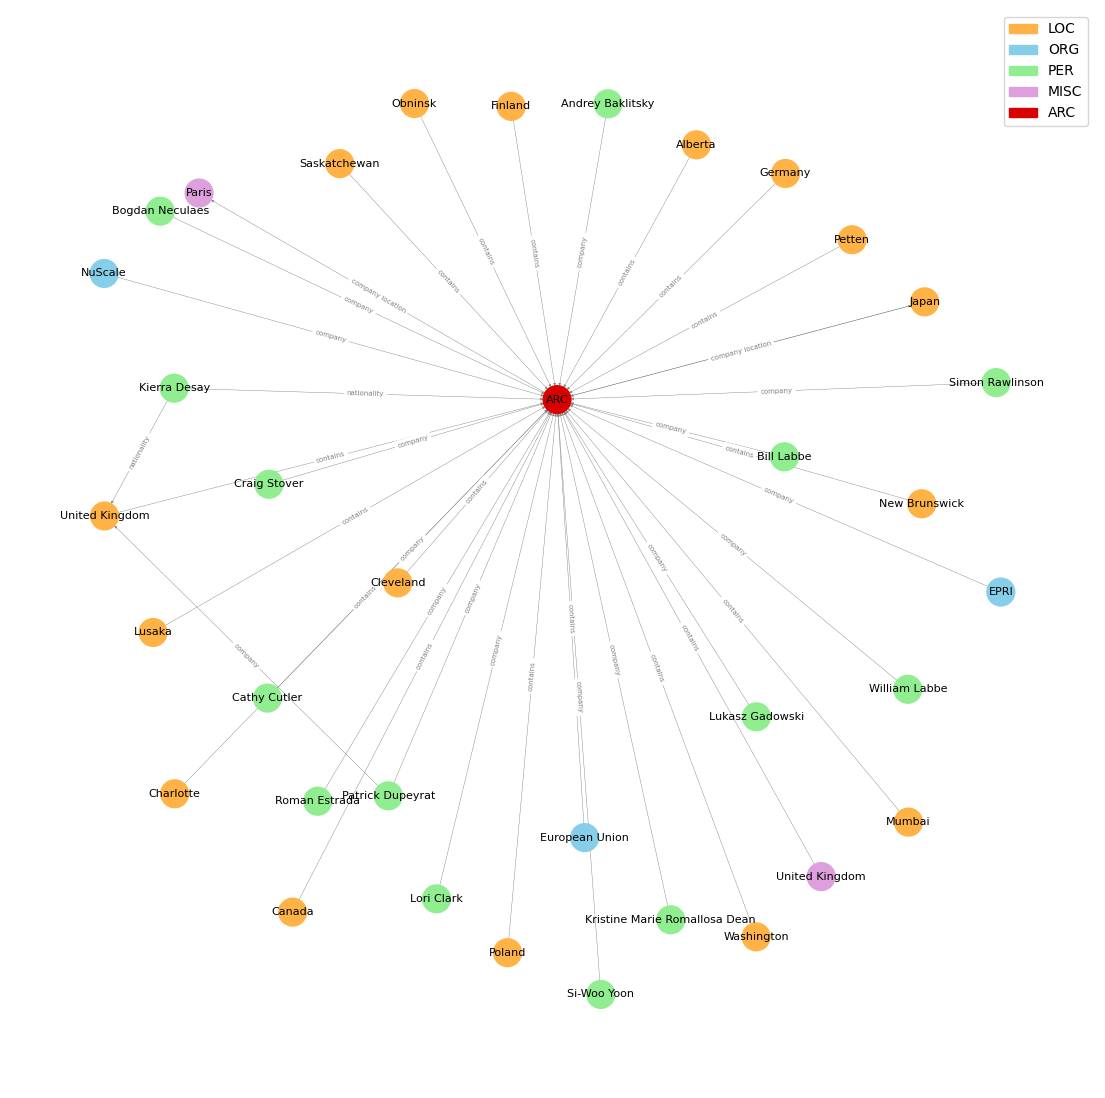 LOC
ORG
PER
MISC
ARC
Obninsk
Finland
Andrey Baklitsky
Alberta
Saskatchewan
Germany
Paris
Bogdan Neculaes
Petten
contains
contains
company
NuScale
contains
contains
contains
company location
Japan
company
contains
company
company location
Kierra Desay
nationality
ARC
company
Simon Rawlinson
company
company
contains
nationality
contains
Bill Labbe
Craig Stover
contains
company
United Kingdom
contains
New Brunswick
company
company
company
Cleveland
contains
EPRI
company
company
contains
contains
contains
Lusaka
company
contains
company
company
contains
contains
company
contains
William Labbe
Cathy Cutler
company
Lukasz Gadowski
Charlotte
Roman Estrada
Patrick Dupeyrat
Mumbai
European Union
United Kingdom
Lori Clark
Canada
Kristine Marie Romallosa Dean
Washington
Poland
Si-Woo Yoon